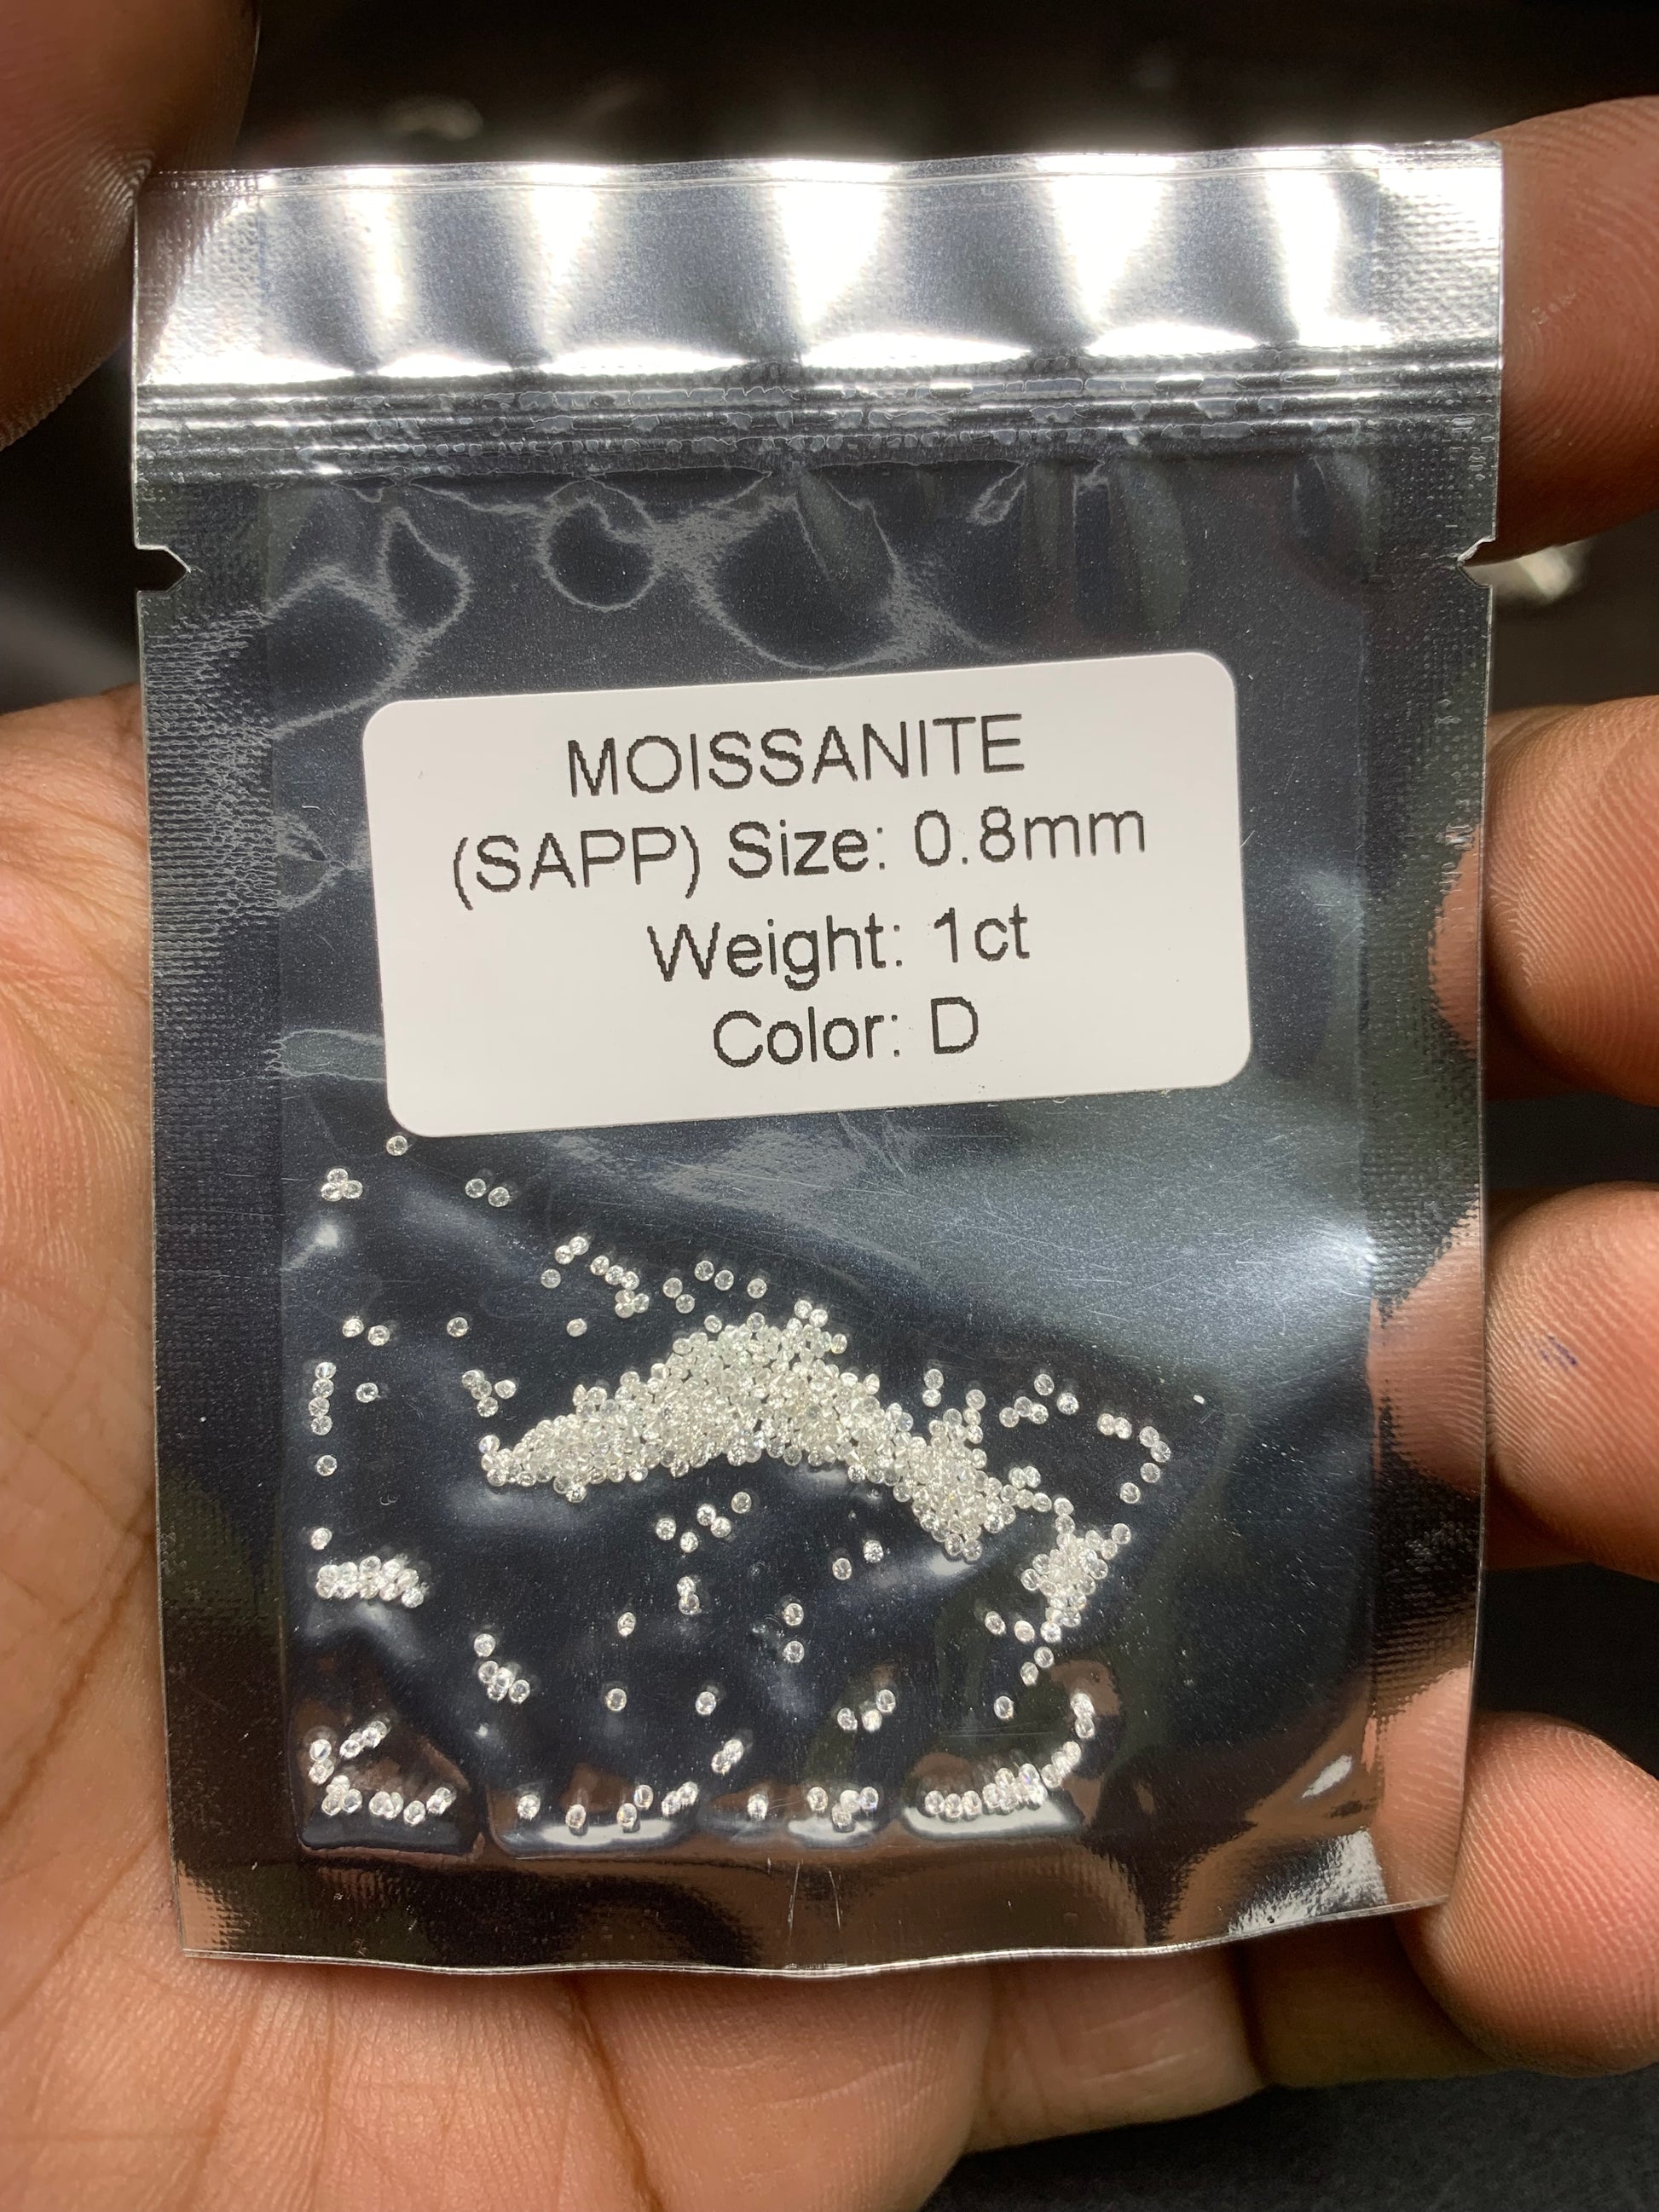 MOISSANITE
(SAPP) Size: 0.8mm
Weight: 1ct
Color: D